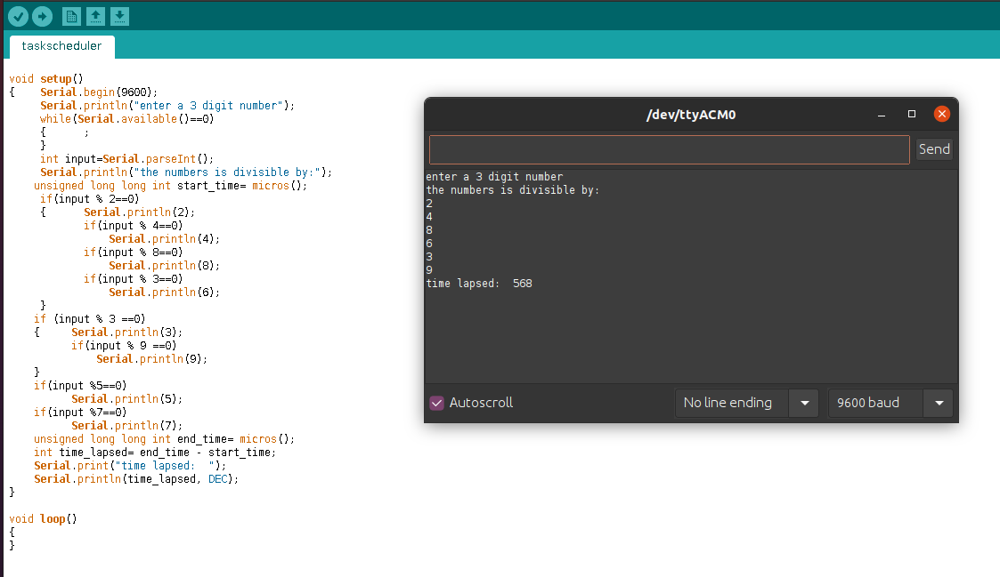 taskscheduler
void setup()
{    Serial.begin(9600);
     Serial.println("enter a 3 digit number");
     while(Serial.available()==0)
     {      ;
     }
     int input=Serial.parseInt();
     Serial.println("the numbers is divisible by:");
    unsigned long long int start_time= micros();
     if(input % 2==0)
     {      Serial.println(2);
            if(input % 4==0)
                Serial.println(4);
            if(input % 8==0)
                Serial.println(8);
            if(input % 3==0)
                Serial.println(6);
     }
    if (input % 3 ==0)
    {     Serial.println(3);
          if(input % 9 ==0)
              Serial.println(9);
    }
    if(input %5==0)
          Serial.println(5);
    if(input %7==0)
          Serial.println(7);
    unsigned long long int end_time= micros();
    int time_lapsed= end_time - start_time;
    Serial.print("time lapsed:  ");
    Serial.println(time_lapsed, DEC);
}
void loop()
{
}
/dev/ttyACM0
Send
enter a 3 digit number
the numbers is divisible by:
2
4
8
6
3
9
time lapsed:  568
Autoscroll
No line ending
9600 baud